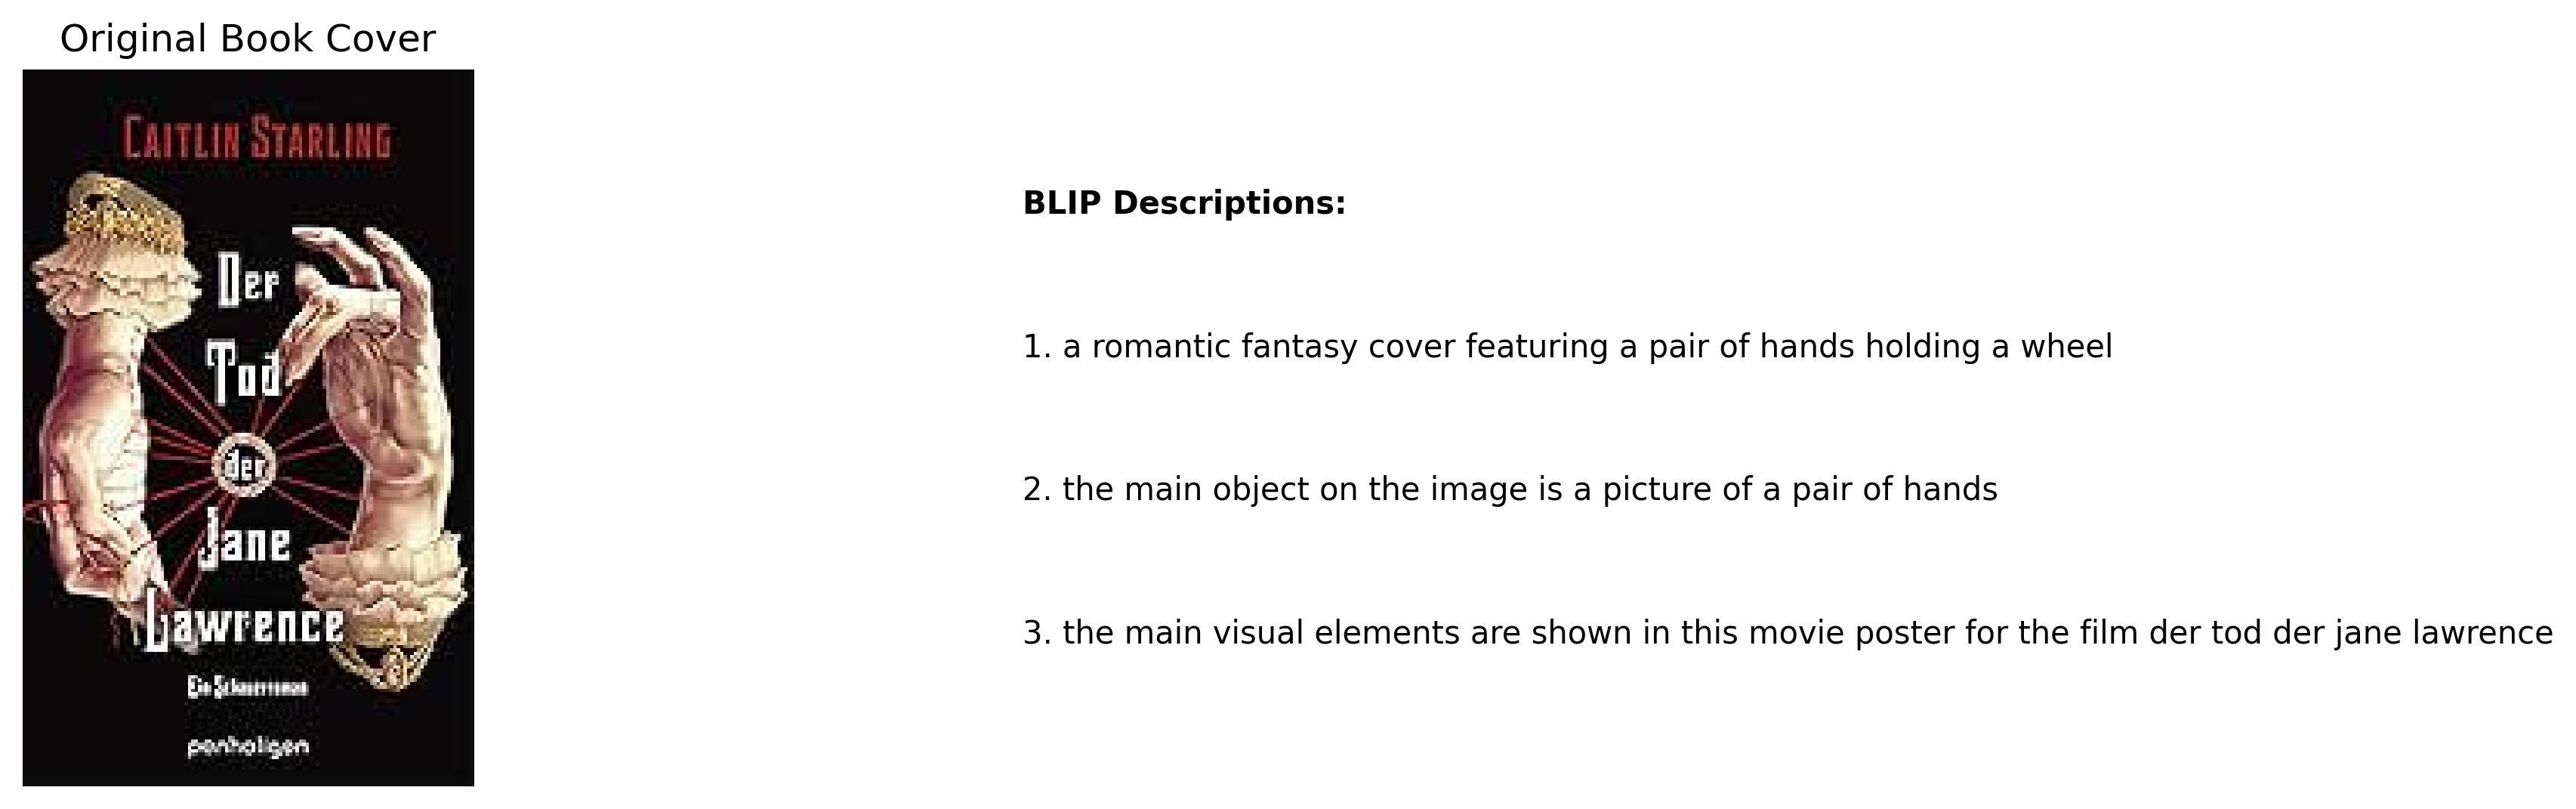 Original Book Cover
CAITLIN STARLING
Der
Tod
der
Jane
Lawrence
Ein Schauerroman
penhaligon
BLIP Descriptions:
1. a romantic fantasy cover featuring a pair of hands holding a wheel
2. the main object on the image is a picture of a pair of hands
3. the main visual elements are shown in this movie poster for the film der tod der jane lawrence